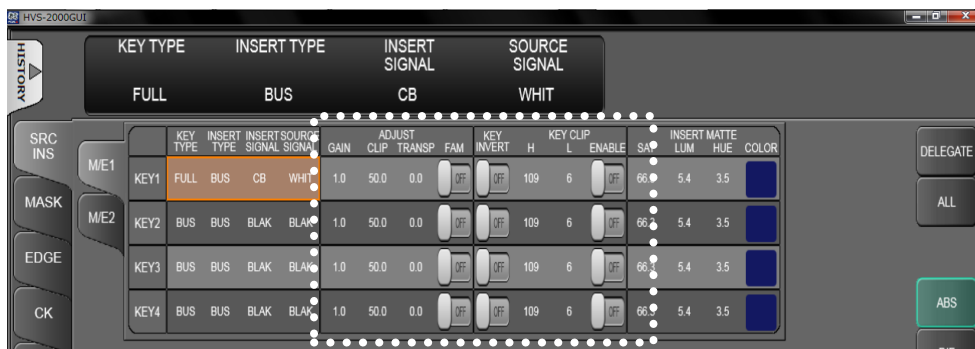 HVS-2000GUI
HISTORY
KEY TYPE INSERT TYPE INSERT SIGNAL SOURCE SIGNAL
FULL BUS CB WHIT
SRC INS
MASK
EDGE
CK
M/E1
M/E2
ADJUST KEY CLIP INSERT MATTE
KEY TYPE INSERT TYPE INSERT SIGNAL SOURCE SIGNAL GAIN CLIP TRANSP FAM KEY INVERT H L ENABLE SAT LUM HUE COLOR
KEY1 FULL BUS CB WHIT 1.0 50.0 0.0 OFF OFF 109 6 OFF 5.4 3.5
KEY2 BUS BUS BLAK BLAK 1.0 50.0 0.0 OFF OFF 109 6 OFF 66.3 5.4 3.5
KEY3 BUS BUS BLAK BLAK 1.0 50.0 0.0 OFF OFF 109 6 OFF 66.3 5.4 3.5
KEY4 BUS BUS BLAK BLAK 1.0 50.0 0.0 OFF OFF 109 6 OFF 66.3 5.4 3.5
DELEGATE
ALL
ABS